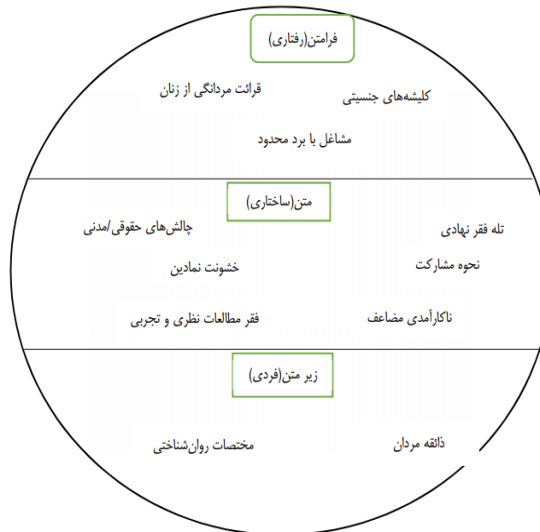 فرامتن(رفتاری)
کلیشه‌های جنسیتی
قرائت مردانگی از زنان
مشاغل با برد محدود
متن(ساختاری)
تله فقر نهادی
چالش‌های حقوقی/مدنی
نحوه مشارکت
خشونت نمادین
ناکارآمدی مضاعف
فقر مطالعات نظری و تجربی
زیر متن(فردی)
ذائقه مردان
مختصات روان‌شناختی